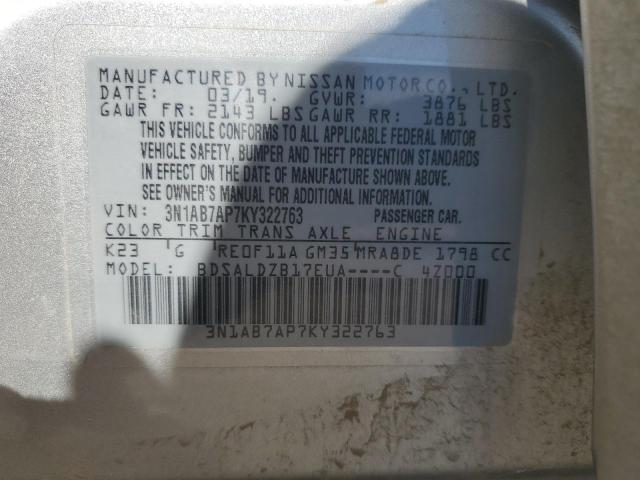 MANUFACTURED BY NISSAN MOTOR CO., LTD.
DATE: 03/19. GVWR: 3876 LBS
GAWR FR: 2143 LBS GAWR RR: 1881 LBS
THIS VEHICLE CONFORMS TO ALL APPLICABLE FEDERAL MOTOR
VEHICLE SAFETY, BUMPER AND THEFT PREVENTION STANDARDS
IN EFFECT ON THE DATE OF MANUFACTURE SHOWN ABOVE.
SEE OWNER'S MANUAL FOR ADDITIONAL INFORMATION.
VIN: 3N1AB7AP7KY322763 PASSENGER CAR.
COLOR TRIM TRANS AXLE ENGINE
K23 G RE0F11A GM35 MRA8DE 1798 CC
MODEL: BDSALDZB17EUA----C 4Z000
3N1AB7AP7KY322763